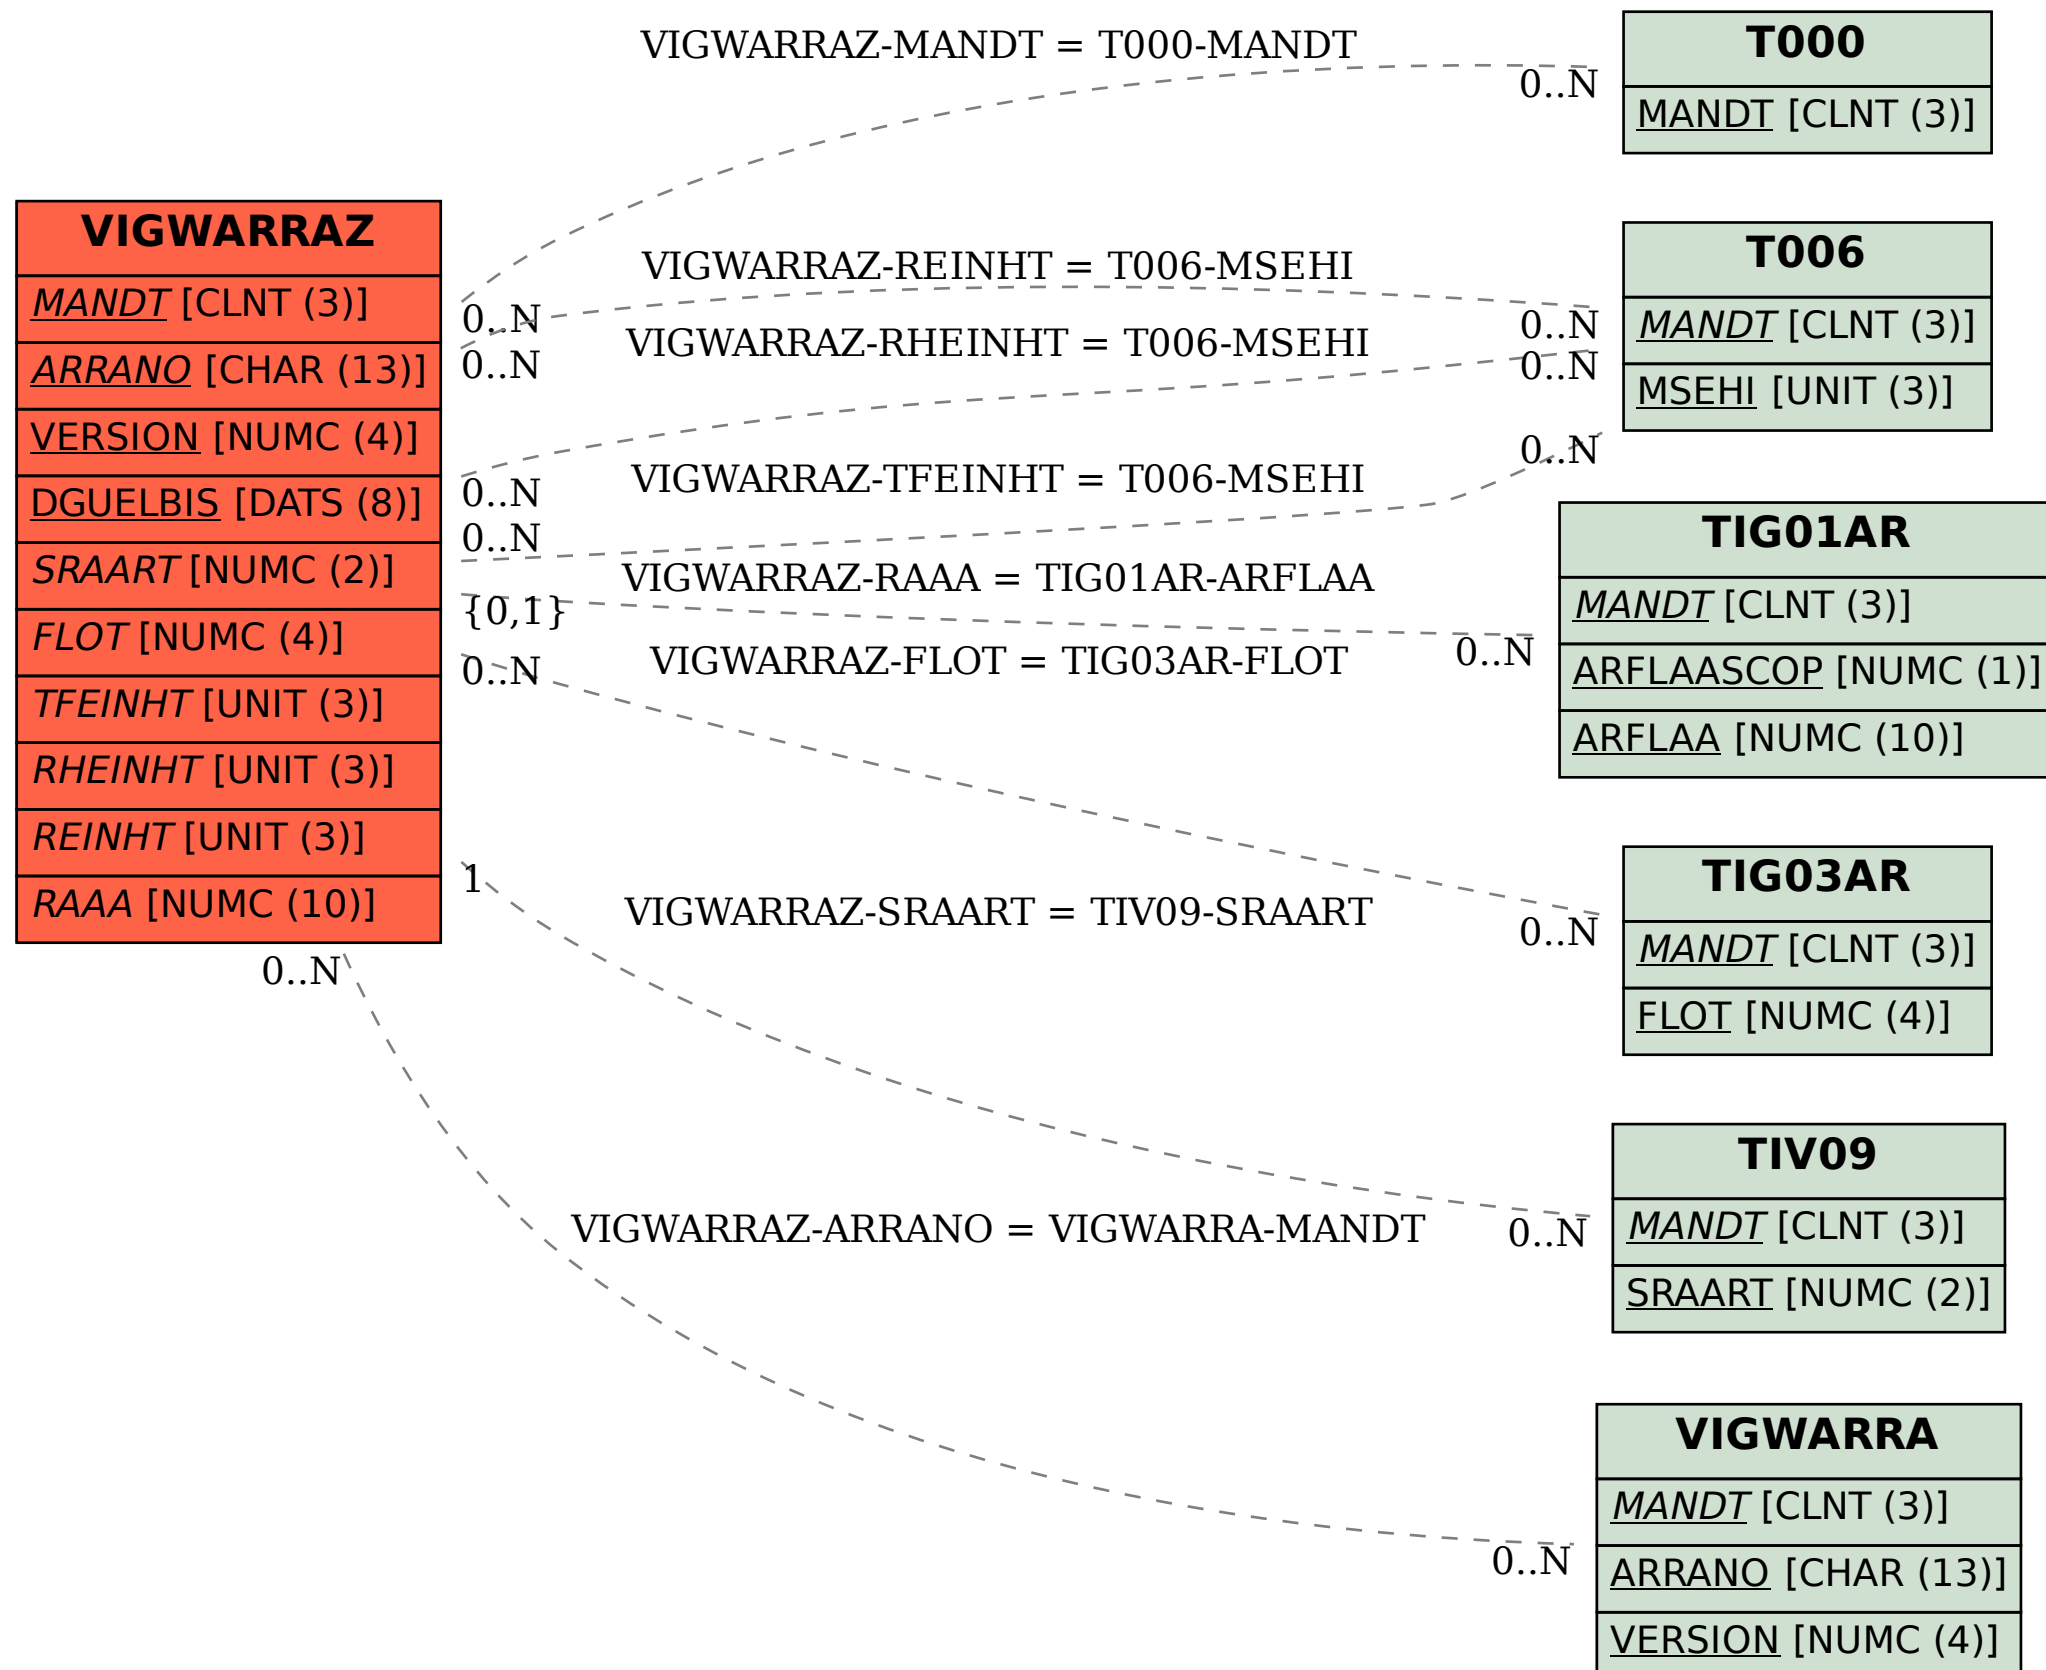 VIGWARRAZ
MANDT [CLNT (3)]
ARRANO [CHAR (13)]
VERSION [NUMC (4)]
DGUELBIS [DATS (8)]
SRAART [NUMC (2)]
FLOT [NUMC (4)]
TFEINHT [UNIT (3)]
RHEINHT [UNIT (3)]
REINHT [UNIT (3)]
RAAA [NUMC (10)]
VIGWARRAZ-MANDT = T000-MANDT
0..N
0..N
VIGWARRAZ-REINHT = T006-MSEHI
0..N
0..N
VIGWARRAZ-RHEINHT = T006-MSEHI
0..N
0..N
VIGWARRAZ-TFEINHT = T006-MSEHI
0..N
0..N
VIGWARRAZ-RAAA = TIG01AR-ARFLAA
{0,1}
0..N
VIGWARRAZ-FLOT = TIG03AR-FLOT
0..N
0..N
VIGWARRAZ-SRAART = TIV09-SRAART
1
0..N
VIGWARRAZ-ARRANO = VIGWARRA-MANDT
0..N
0..N
T000
MANDT [CLNT (3)]
T006
MANDT [CLNT (3)]
MSEHI [UNIT (3)]
TIG01AR
MANDT [CLNT (3)]
ARFLAASCOP [NUMC (1)]
ARFLAA [NUMC (10)]
TIG03AR
MANDT [CLNT (3)]
FLOT [NUMC (4)]
TIV09
MANDT [CLNT (3)]
SRAART [NUMC (2)]
VIGWARRA
MANDT [CLNT (3)]
ARRANO [CHAR (13)]
VERSION [NUMC (4)]